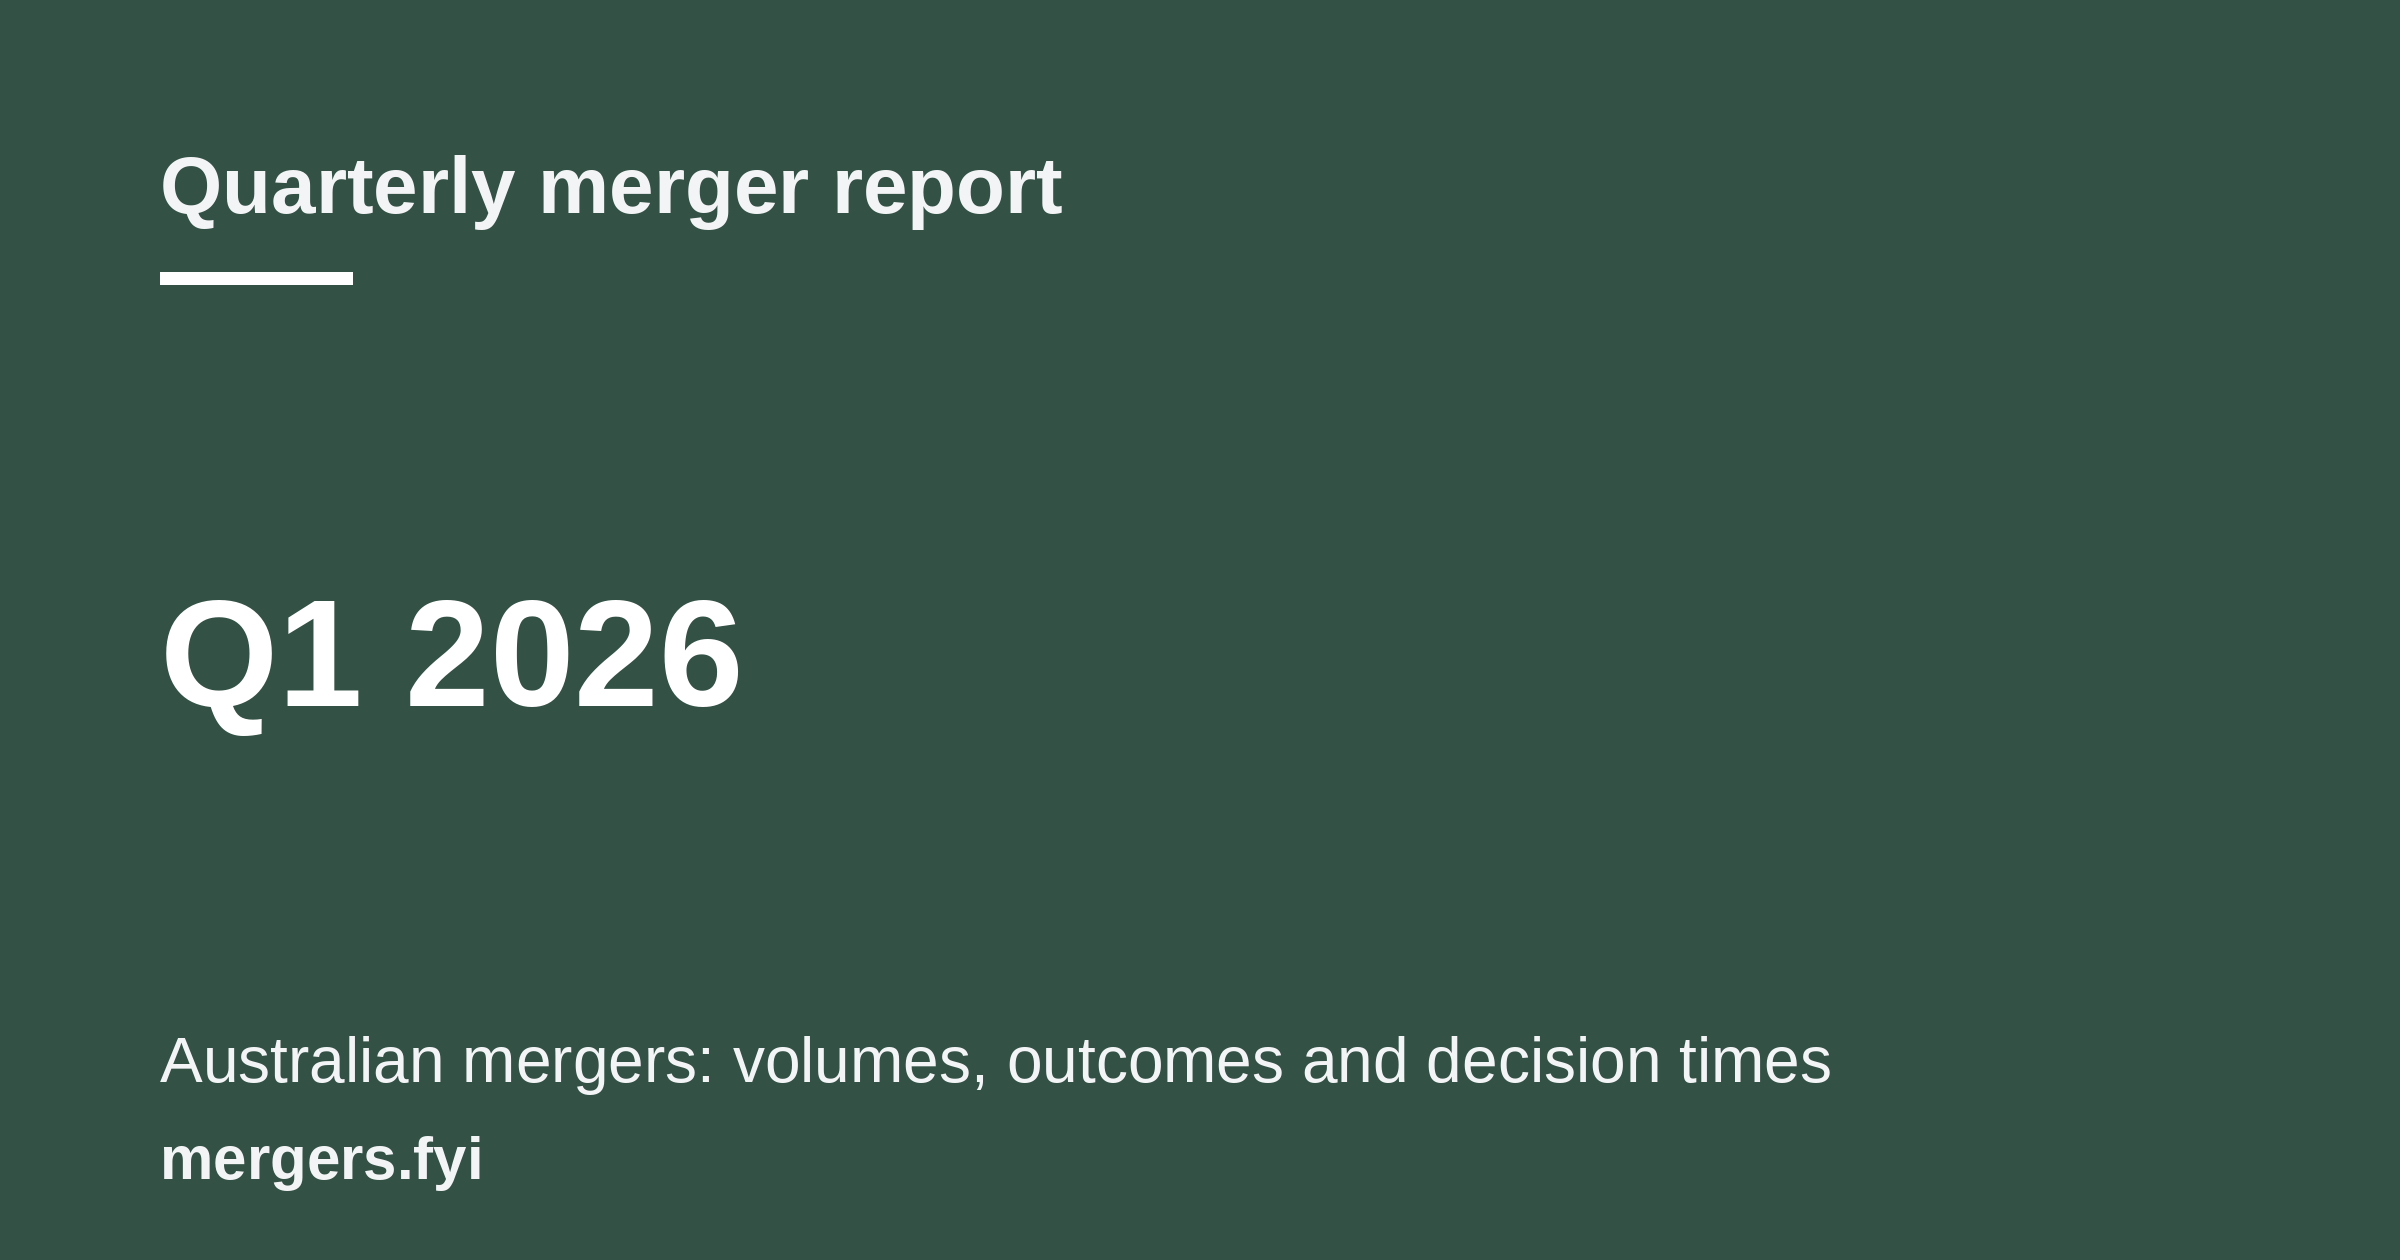 Quarterly merger report
Q1 2026
Australian mergers: volumes, outcomes and decision times
mergers.fyi